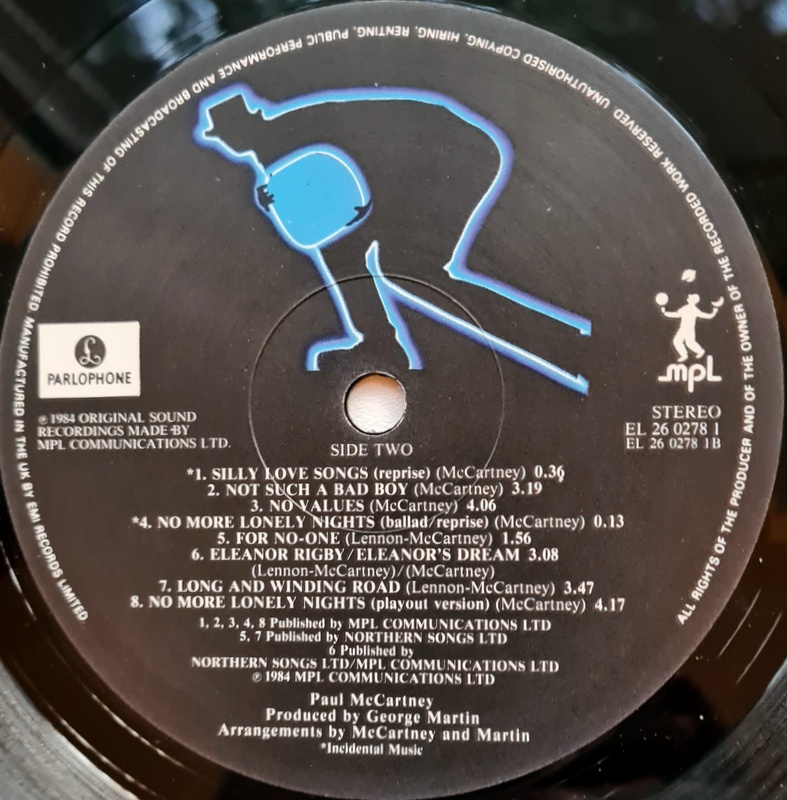 UNAUTHORISED COPYING, HIRING, RENTING, PUBLIC PERFORMANCE AND BROADCASTING OF THIS RECORD PROHIBITED. MANUFACTURED IN THE UK BY EMI RECORDS LIMITED.
ALL RIGHTS OF THE PRODUCER AND OF THE OWNER OF THE RECORDED WORK RESERVED.
£
PARLOPHONE
mpL
℗ 1984 ORIGINAL SOUND
RECORDINGS MADE BY
MPL COMMUNICATIONS LTD.
STEREO
EL 26 0278 1
EL 26 0278 1B
SIDE TWO
*1. SILLY LOVE SONGS (reprise) (McCartney) 0.36
2. NOT SUCH A BAD BOY (McCartney) 3.19
3. NO VALUES (McCartney) 4.06
*4. NO MORE LONELY NIGHTS (ballad/reprise) (McCartney) 0.13
5. FOR NO-ONE (Lennon-McCartney) 1.56
6. ELEANOR RIGBY/ELEANOR'S DREAM 3.08
(Lennon-McCartney)/(McCartney)
7. LONG AND WINDING ROAD (Lennon-McCartney) 3.47
8. NO MORE LONELY NIGHTS (playout version) (McCartney) 4.17
1, 2, 3, 4, 8 Published by MPL COMMUNICATIONS LTD
5, 7 Published by NORTHERN SONGS LTD
6 Published by
NORTHERN SONGS LTD/MPL COMMUNICATIONS LTD
℗ 1984 MPL COMMUNICATIONS LTD
Paul McCartney
Produced by George Martin
Arrangements by McCartney and Martin
*Incidental Music